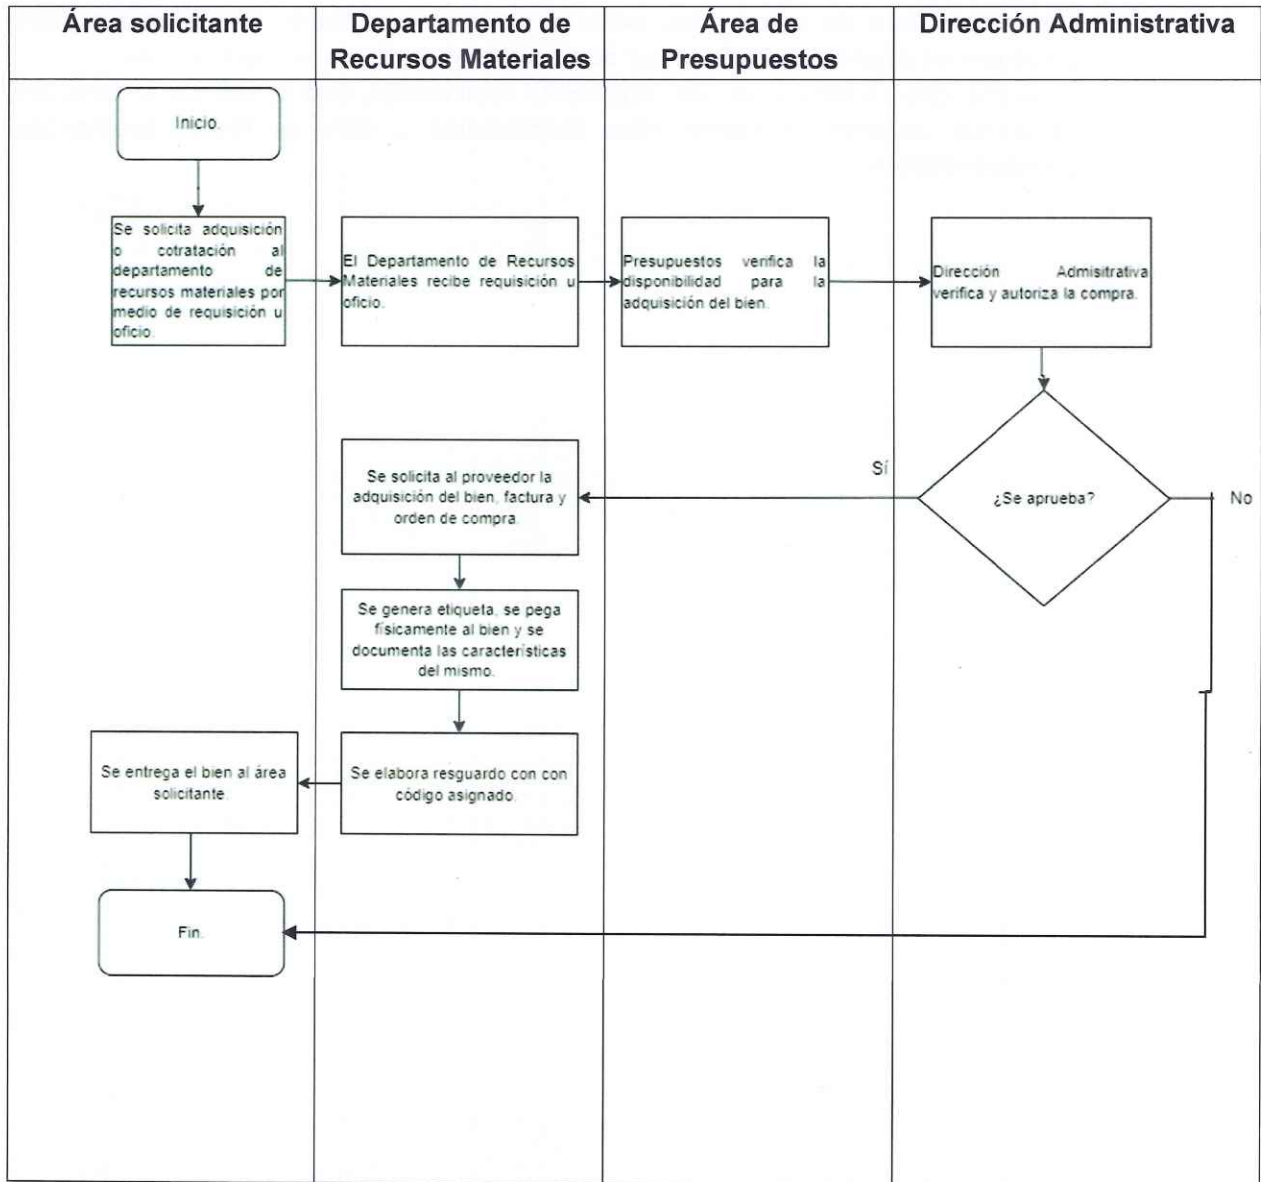 Área solicitante
Departamento de
Recursos Materiales
Área de
Presupuestos
Dirección Administrativa
Inicio.
Se solicita adquisición
o cotratación al
departamento de
recursos materiales por
medio de requisición u
oficio.
El Departamento de Recursos
Materiales recibe requisición u
oficio.
Presupuestos verifica la
disponibilidad para la
adquisición del bien.
Dirección Admisitrativa
verifica y autoriza la compra.
¿Se aprueba?
Sí
No
Se solicita al proveedor la
adquisición del bien, factura y
orden de compra.
Se genera etiqueta, se pega
físicamente al bien y se
documenta las características
del mismo.
Se elabora resguardo con con
código asignado.
Se entrega el bien al área
solicitante.
Fin.